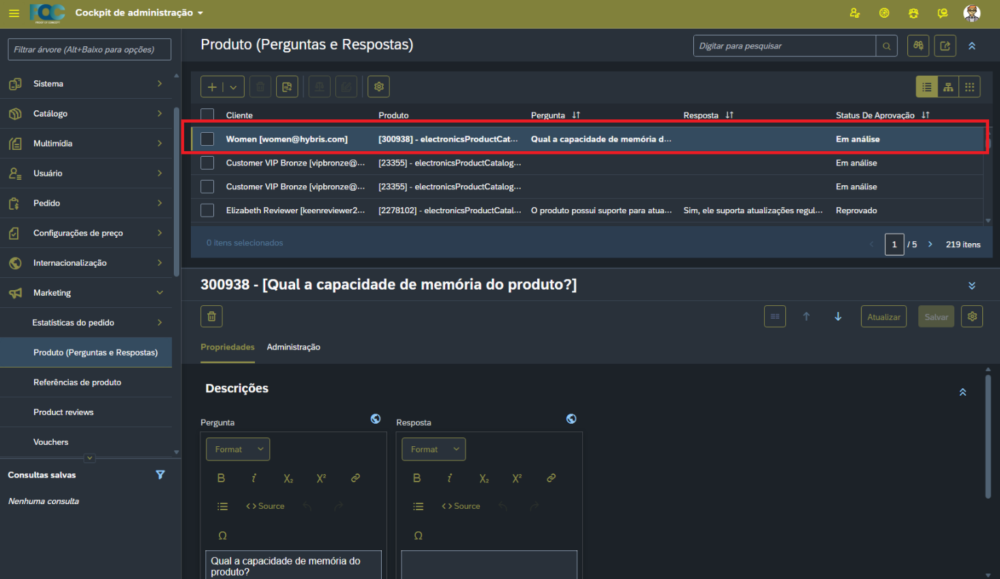 PQC
PROOF OF CONCEPT
Cockpit de administração
Filtrar árvore (Alt+Baixo para opções)
Sistema
Catálogo
Multimídia
Usuário
Pedido
Configurações de preço
Internacionalização
Marketing
Estatísticas do pedido
Produto (Perguntas e Respostas)
Referências de produto
Product reviews
Vouchers
Consultas salvas
Nenhuma consulta
Produto (Perguntas e Respostas)
Digitar para pesquisar
Cliente Produto Pergunta Resposta Status De Aprovação
Women [women@hybris.com] [300938] - electronicsProductCat... Qual a capacidade de memória d... Em análise
Customer VIP Bronze [vipbronze@... [23355] - electronicsProductCatalog... Em análise
Customer VIP Bronze [vipbronze@... [23355] - electronicsProductCatalog... Em análise
Elizabeth Reviewer [keenreviewer2... [2278102] - electronicsProductCatal... O produto possui suporte para atua... Sim, ele suporta atualizações regul... Reprovado
0 itens selecionados
1 / 5 219 itens
300938 - [Qual a capacidade de memória do produto?]
Atualizar Salvar
Propriedades Administração
Descrições
Pergunta Resposta
Format Format
B i X₂ X² B i X₂ X²
Source Source
Ω Ω
Qual a capacidade de memória do
produto?